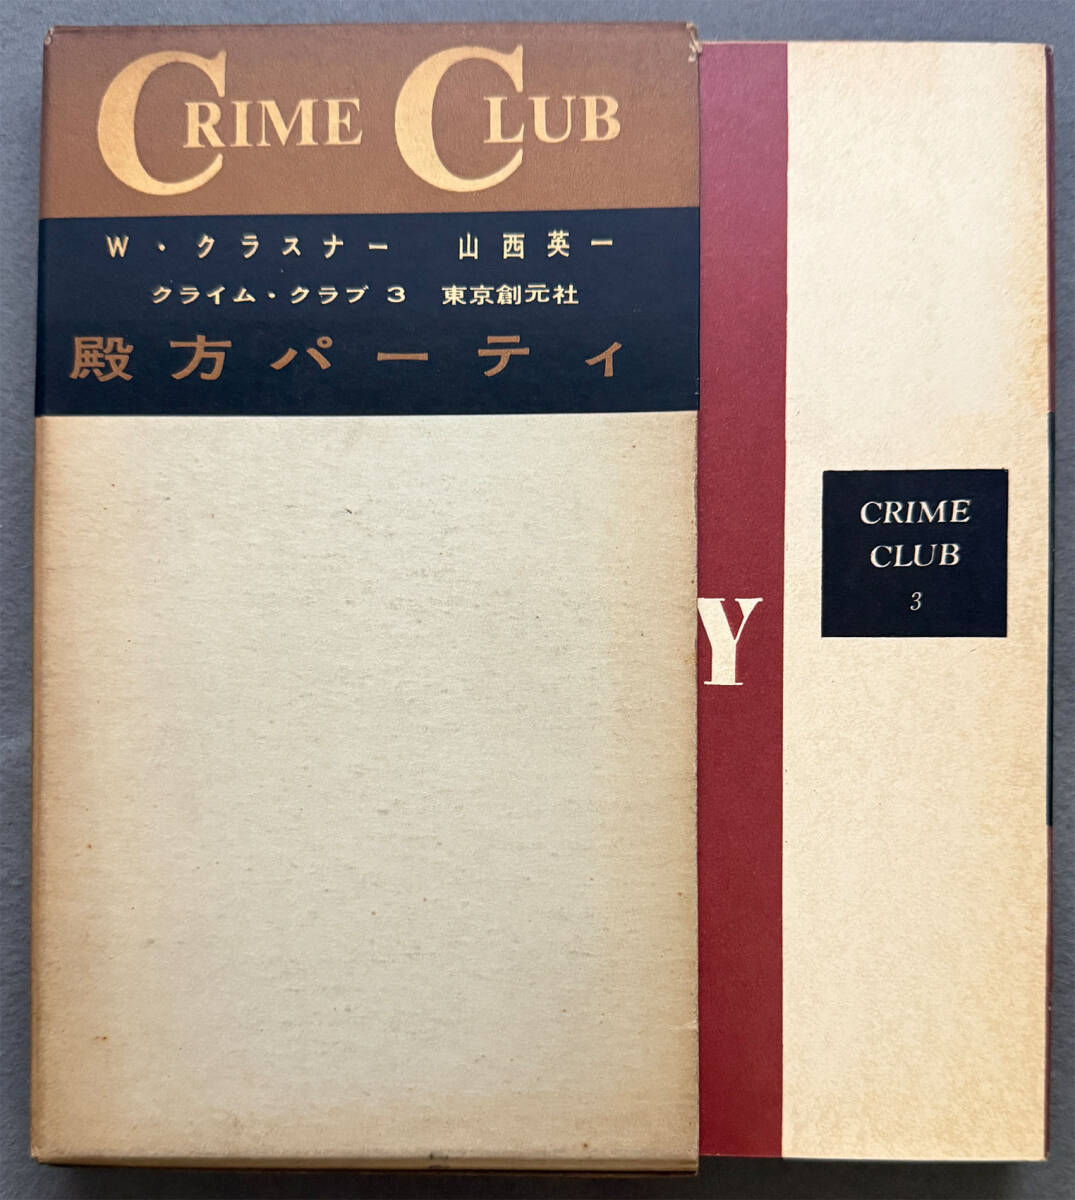 CRIME CLUB
W・クラスナー 山西英一
クライム・クラブ 3 東京創元社
殿方パーティ
Y
CRIME
CLUB
3